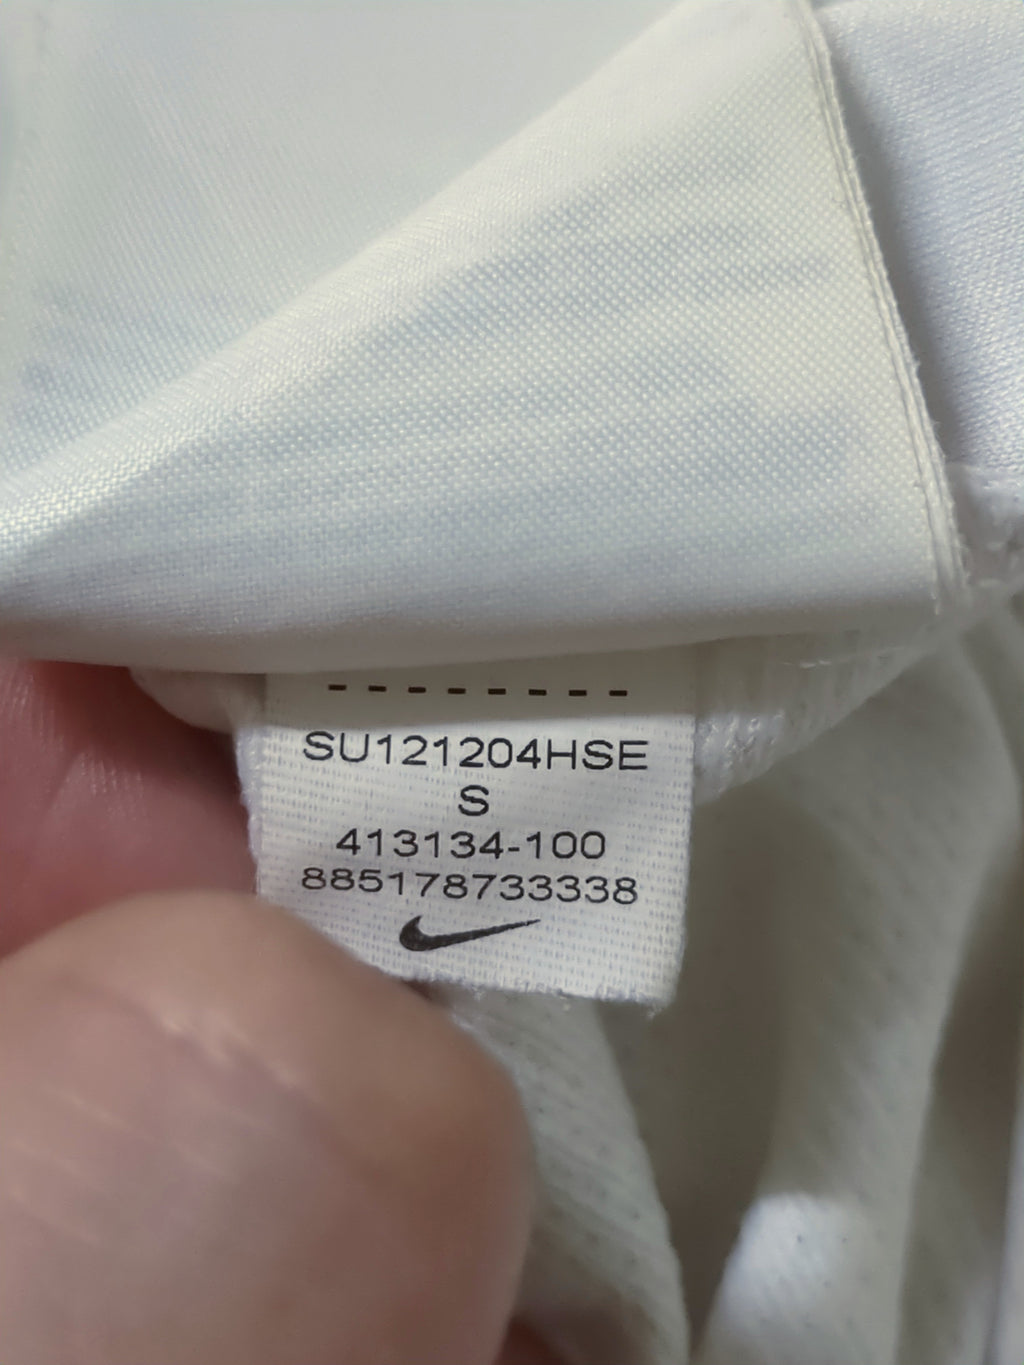 - - - - - - - -
SU121204HSE
S
413134-100
885178733338